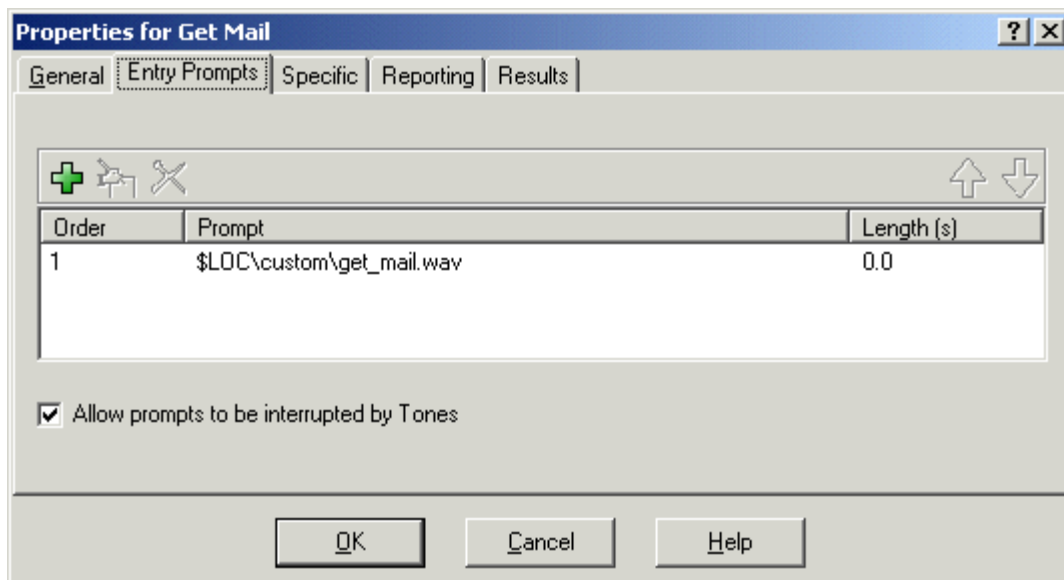 Properties for Get Mail
General Entry Prompts Specific Reporting Results
Order Prompt Length (s)
1 $LOC\custom\get_mail.wav 0.0
Allow prompts to be interrupted by Tones
OK Cancel Help